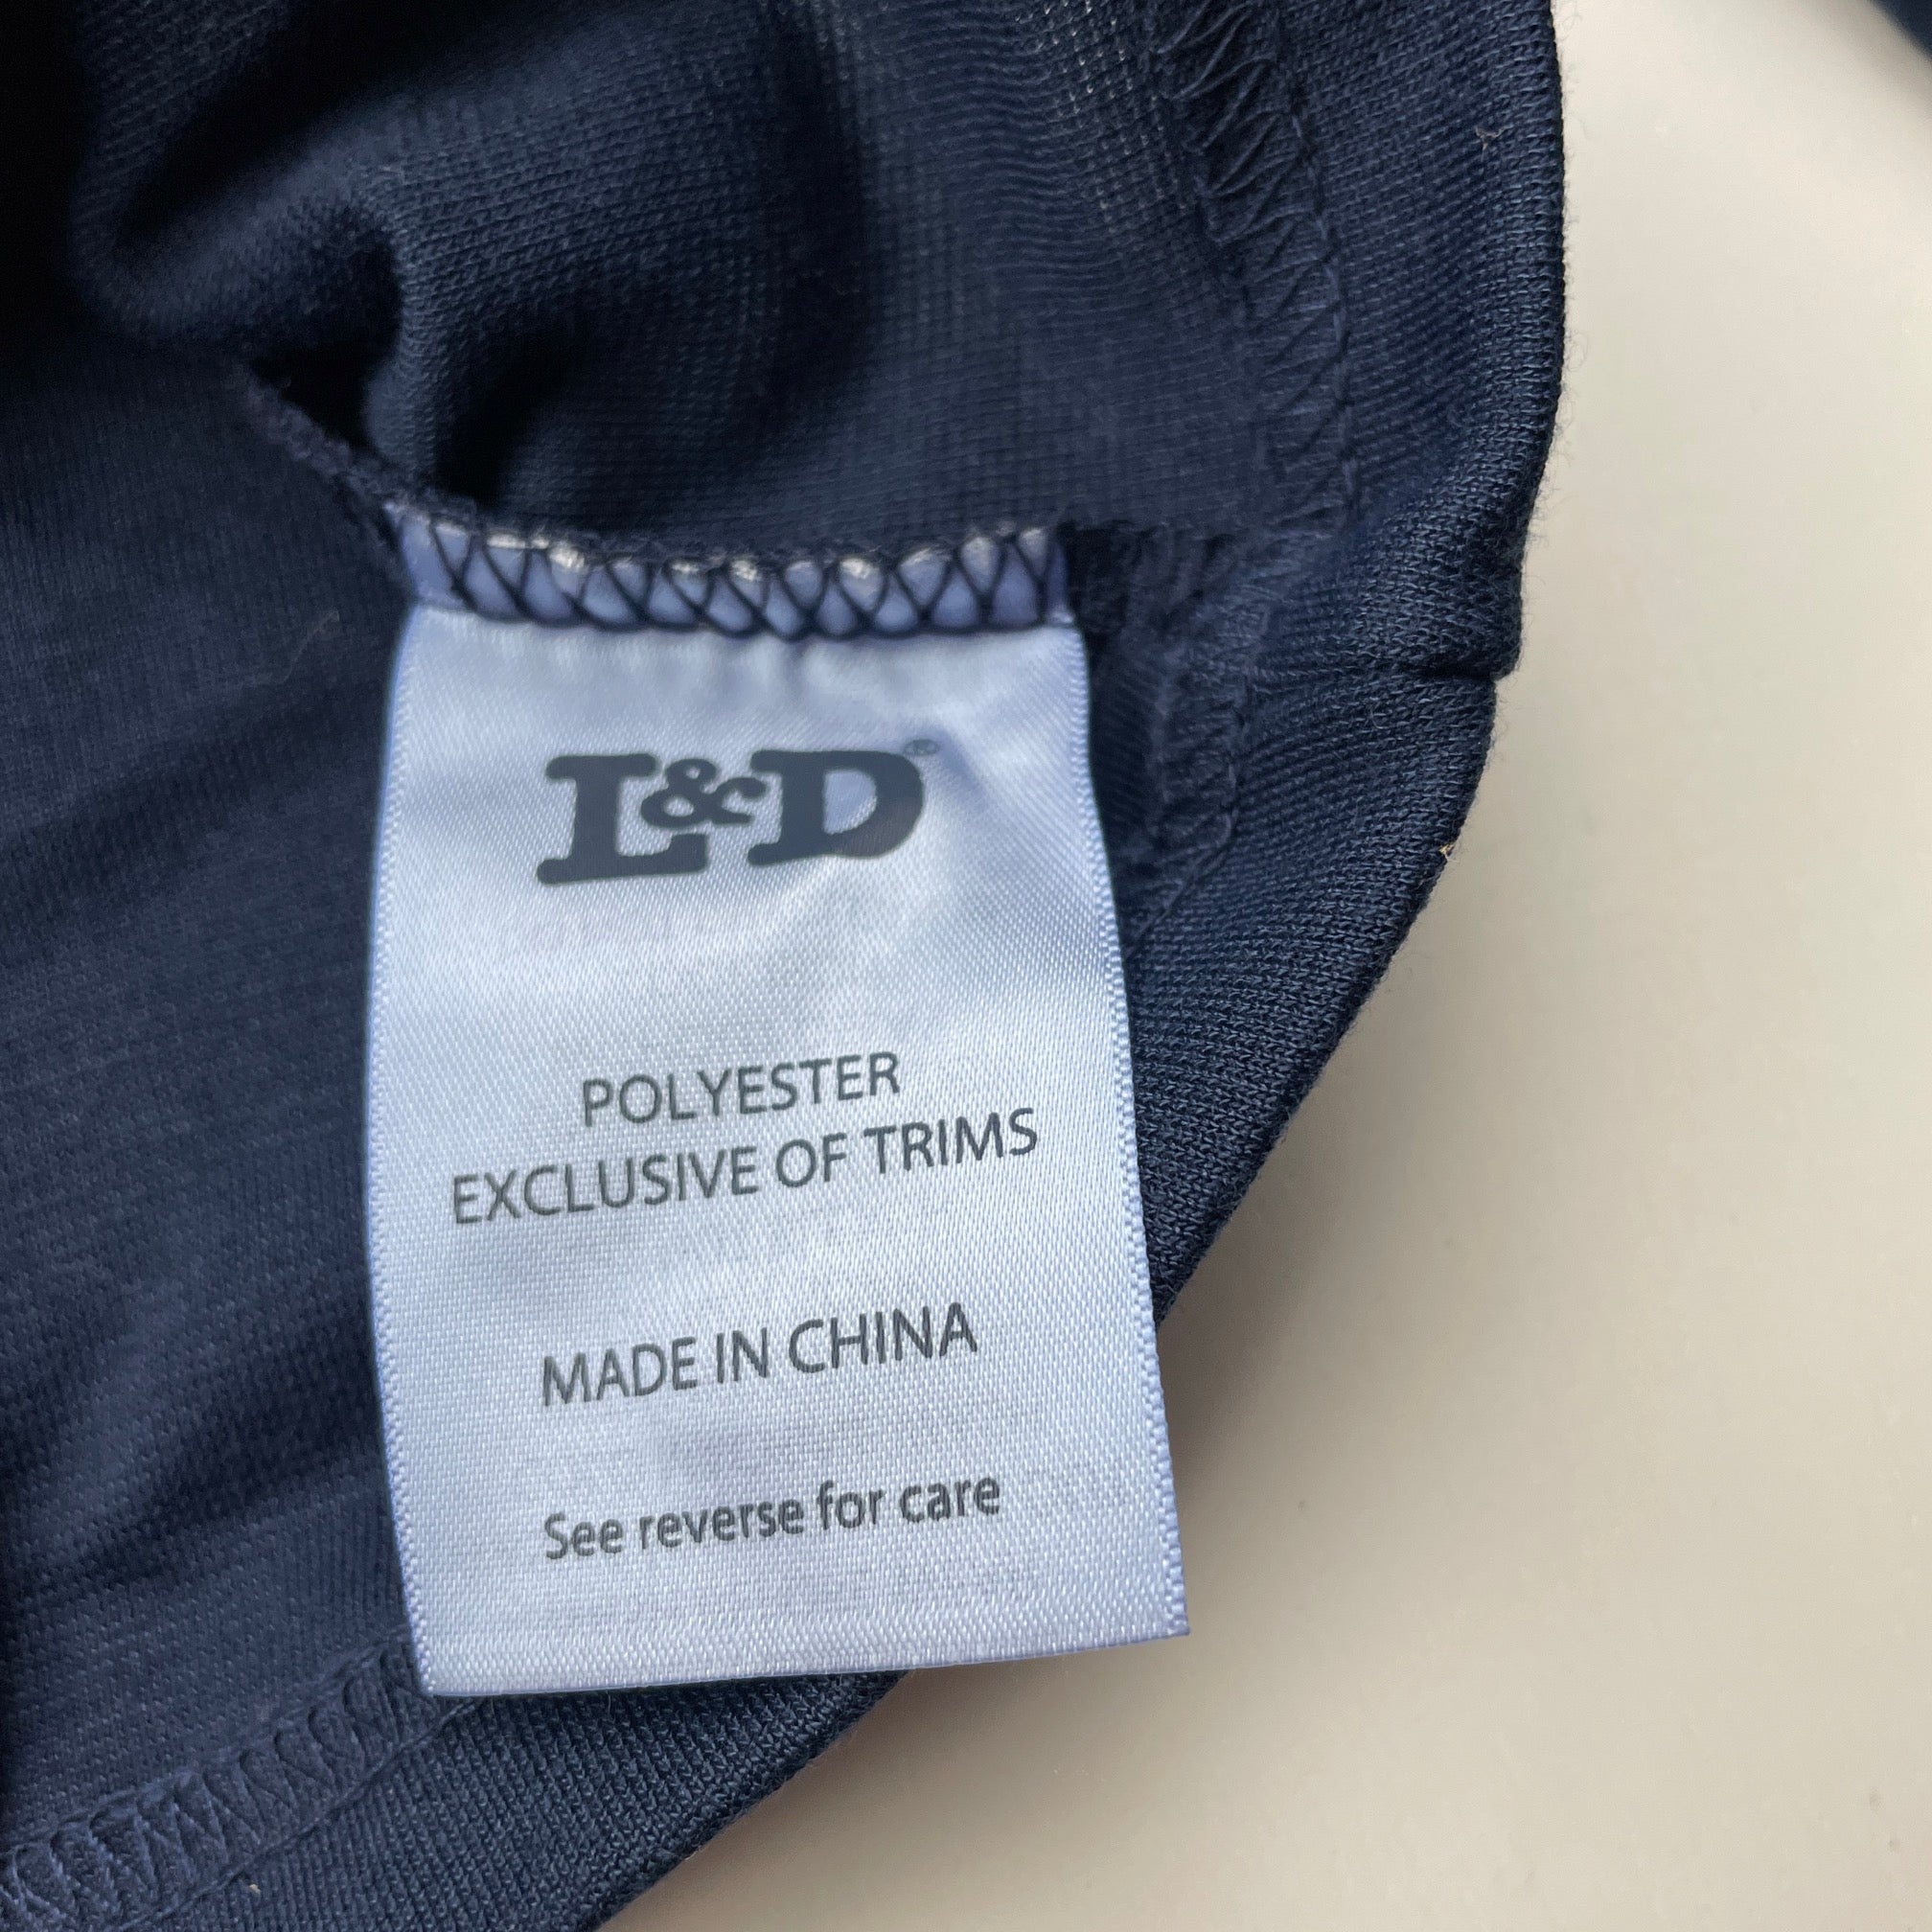 L&D®
POLYESTER
EXCLUSIVE OF TRIMS
MADE IN CHINA
See reverse for care